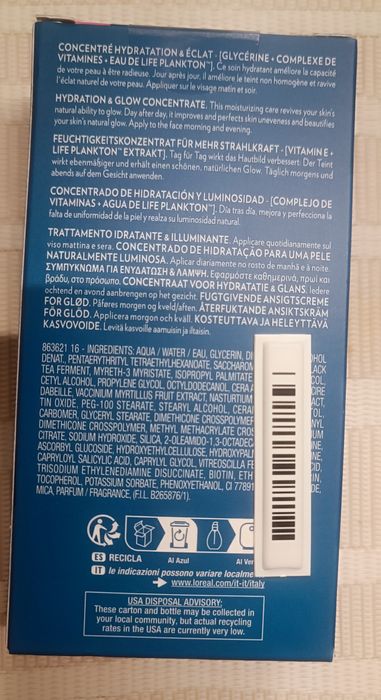 CONCENTRÉ HYDRATATION & ÉCLAT - [GLYCÉRINE + COMPLEXE DE
VITAMINES + EAU DE LIFE PLANKTON™]. Ce soin hydratant améliore la capacité
de votre peau à être radieuse. Jour après jour, il améliore le teint non homogène et ravive
l'éclat naturel de votre peau. Appliquer sur le visage matin et soir.
HYDRATION & GLOW CONCENTRATE. This moisturizing care revives your skin's
natural ability to glow. Day after day, it improves and perfects skin unevenness and beautifies
your skin's natural glow. Apply to the face morning and evening.
FEUCHTIGKEITSKONZENTRAT FÜR MEHR STRAHLKRAFT - [VITAMIN E +
LIFE PLANKTON™ EXTRAKT]. Tag für Tag wirkt das Hautbild verbessert: Der Teint
wirkt ebenmäßiger und erhält einen schönen, natürlichen Glow. Täglich morgens und
abends auf dem Gesicht anwenden.
CONCENTRADO DE HIDRATACIÓN Y LUMINOSIDAD - [COMPLEJO DE
VITAMINAS + AGUA DE LIFE PLANKTON™]. Día tras día, mejora y perfecciona la
falta de uniformidad de la piel y realza su luminosidad natural.
TRATTAMENTO IDRATANTE & ILLUMINANTE. Applicare quotidianamente sul
viso mattina e sera. CONCENTRADO DE HIDRATAÇÃO PARA UMA PELE
NATURALMENTE LUMINOSA. Aplicar diariamente no rosto de manhã e à noite.
ΣΥΜΠΥΚΝΩΜΑ ΓΙΑ ΕΝΥΔΑΤΩΣΗ & ΛΑΜΨΗ. Εφαρμόστε καθημερινά, πρωί και
βράδυ, στο πρόσωπο. CONCENTRAAT VOOR HYDRATATIE & GLANS. Iedere
ochtend en avond aanbrengen op het gezicht. FUGTGIVENDE ANSIGTSCREME
FOR GLØD. Påføres morgen og kveld/aften. ÅTERFUKTANDE ANSIKTSKRÄM
FÖR GLÖD. Applicera morgon och kväll. KOSTEUTTAVA JA HELEYTTÄVÄ
KASVOVOIDE. Levitä kasvoille aamuisin ja iltaisin.
863621 16 - INGREDIENTS: AQUA / WATER / EAU, GLYCERIN, OHOL
DENAT., PENTAERYTHRITYL TETRAETHYLHEXANOATE, SACCHARO LACK
TEA FERMENT, MYRETH-3 MYRISTATE, ISOPROPYL PALMITATE COL,
CETYL ALCOHOL, PROPYLENE GLYCOL, OCTYLDODECANOL, CERA
DABEILLE, VACCINIUM MYRTILLUS FRUIT EXTRACT, NASTURTIUM ACT,
TIN OXIDE, PEG-100 STEARATE, STEARYL ALCOHOL, CERA
CARBOMER, GLYCERYL STEARATE, DIMETHICONE CROSSPOLYMER NYL
DIMETHICONE CROSSPOLYMER, METHYL METHACRYLATE CROS
CITRATE, SODIUM HYDROXIDE, SILICA, 2-OLEAMIDO-1,3-OCTADEC
ASCORBYL GLUCOSIDE, HYDROXYETHYLCELLULOSE, HYDROXYPAL
CAPRYLOYL SALICYLIC ACID, CAPRYLYL GLYCOL, VITREOSCILLA FE
TRISODIUM ETHYLENEDIAMINE DISUCCINATE, BIOTIN, ETH
TOCOPHEROL, POTASSIUM SORBATE, PHENOXYETHANOL, CI 77891 DE,
MICA, PARFUM / FRAGRANCE, (F.I.L. B265876/1).
ES RECICLA Al Azul Al Ver
IT le indicazioni possono variare localme
www.loreal.com/it-it/italy
USA DISPOSAL ADVISORY:
These carton and bottle may be collected in
your local community, but actual recycling
rates in the USA are currently very low.